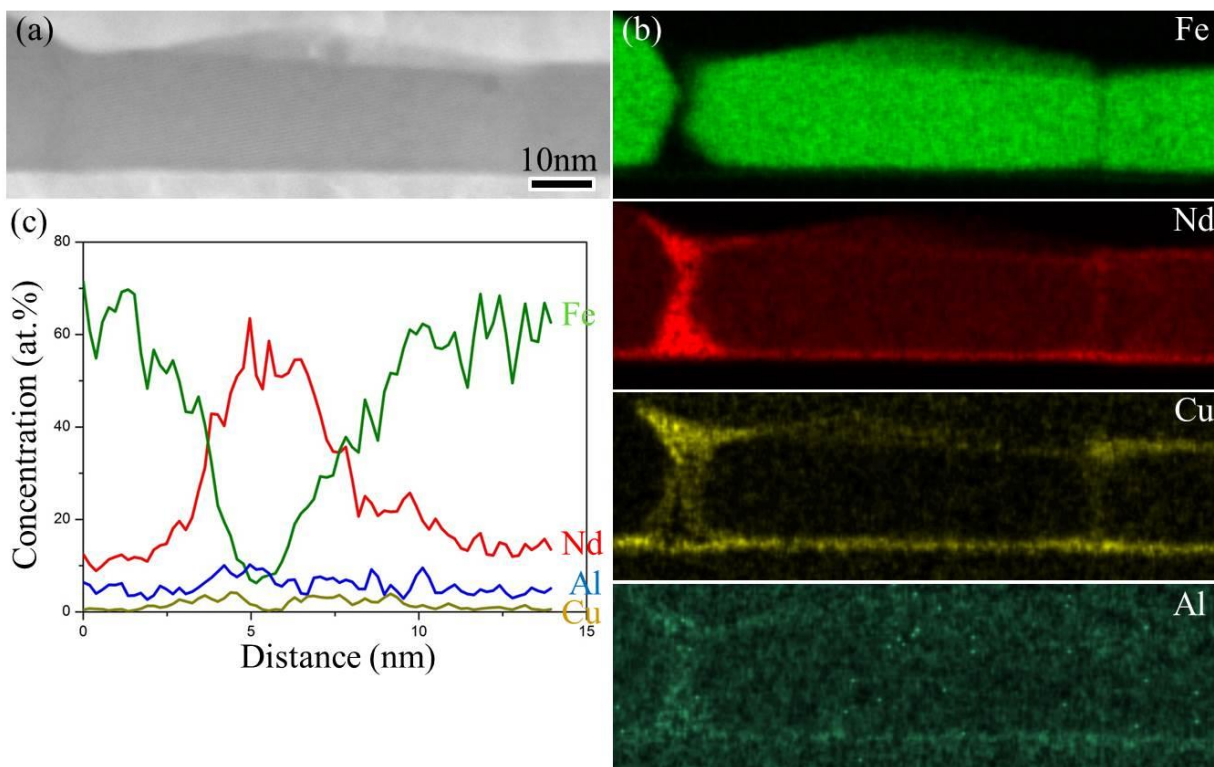 (a)
10nm
(b)
Fe
Nd
Cu
Al
(c)
80
60
40
20
0
Concentration (at.%)
Fe
Nd
Al
Cu
0
5
10
15
Distance (nm)